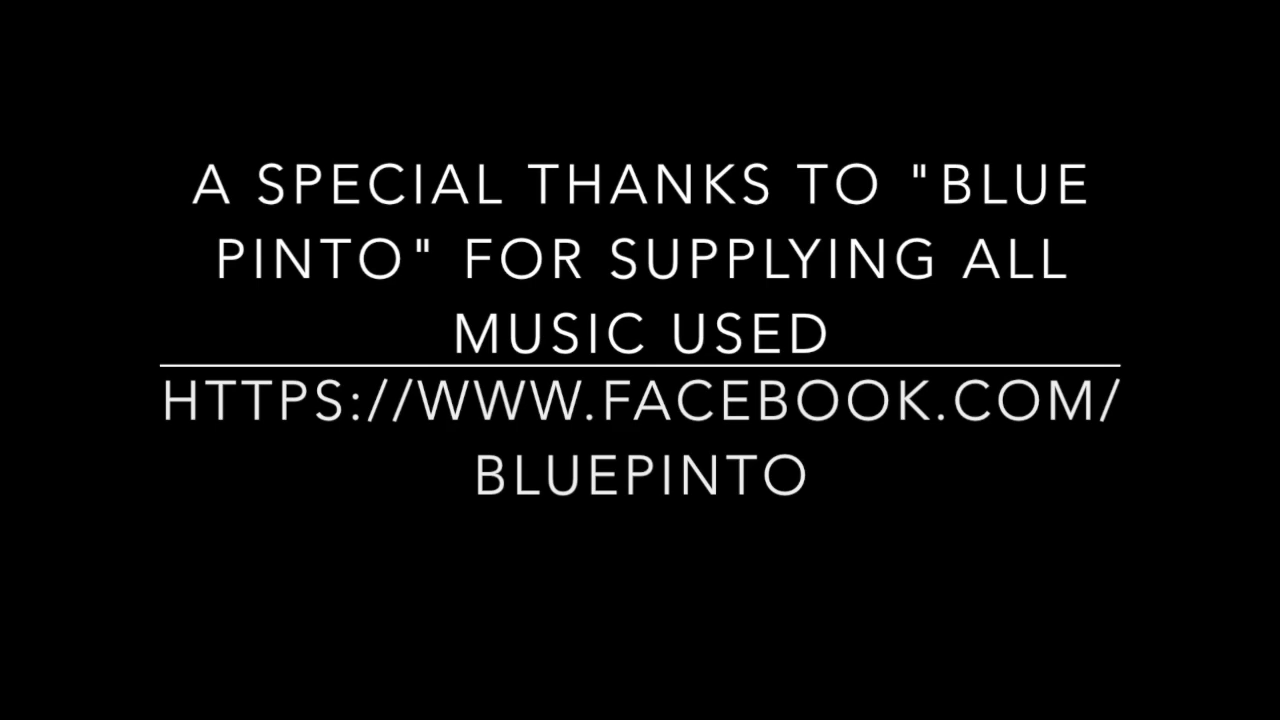 A SPECIAL THANKS TO "BLUE
PINTO" FOR SUPPLYING ALL
MUSIC USED
HTTPS://WWW.FACEBOOK.COM/
BLUEPINTO